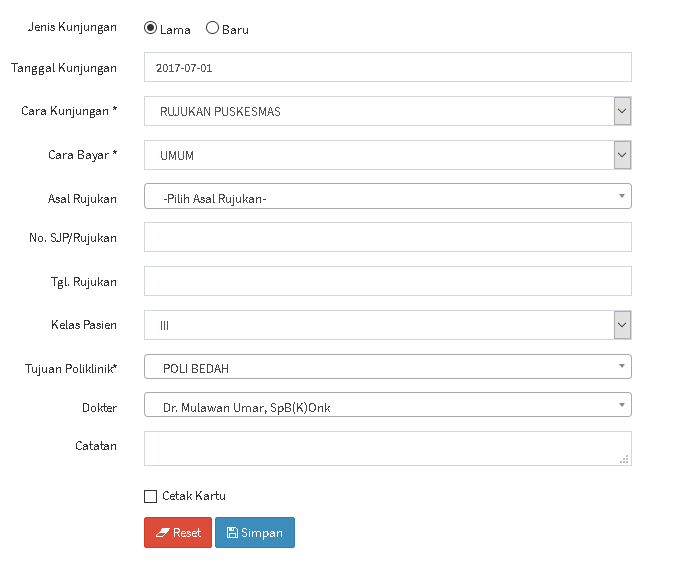 Jenis Kunjungan Lama Baru
Tanggal Kunjungan 2017-07-01
Cara Kunjungan * RUJUKAN PUSKESMAS
Cara Bayar * UMUM
Asal Rujukan -Pilih Asal Rujukan-
No. SJP/Rujukan
Tgl. Rujukan
Kelas Pasien III
Tujuan Poliklinik* POLI BEDAH
Dokter Dr. Mulawan Umar, SpB(K)Onk
Catatan
Cetak Kartu
Reset Simpan